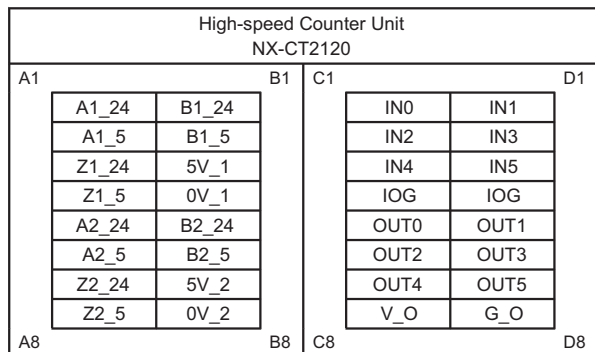 High-speed Counter Unit
NX-CT2120
A1 B1 C1 D1
A1_24 B1_24 IN0 IN1
A1_5 B1_5 IN2 IN3
Z1_24 5V_1 IN4 IN5
Z1_5 0V_1 IOG IOG
A2_24 B2_24 OUT0 OUT1
A2_5 B2_5 OUT2 OUT3
Z2_24 5V_2 OUT4 OUT5
Z2_5 0V_2 V_O G_O
A8 B8 C8 D8